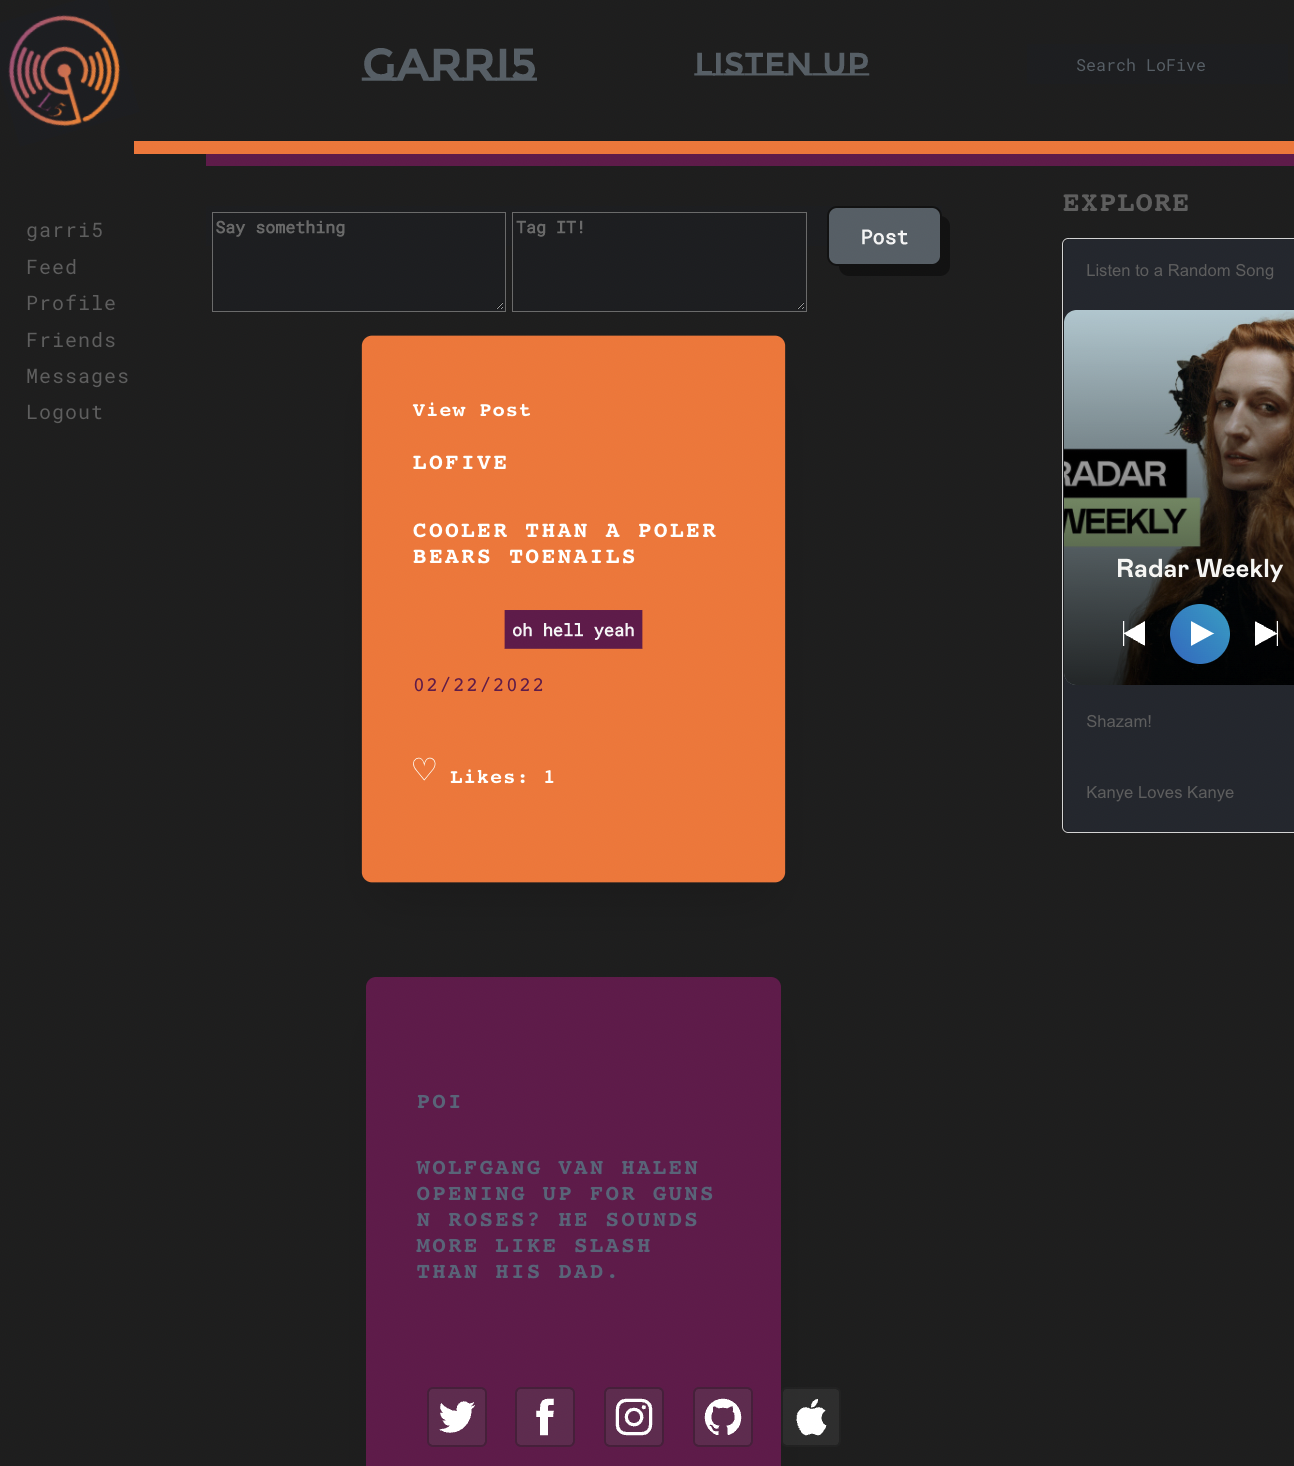 L5
GARRI5
LISTEN UP
Search LoFive
garri5
Feed
Profile
Friends
Messages
Logout
Say something
Tag IT!
Post
View Post
LOFIVE
COOLER THAN A POLER
BEARS TOENAILS
oh hell yeah
02/22/2022
♡ Likes: 1
POI
WOLFGANG VAN HALEN
OPENING UP FOR GUNS
N ROSES? HE SOUNDS
MORE LIKE SLASH
THAN HIS DAD.
EXPLORE
Listen to a Random Song
RADAR
WEEKLY
Radar Weekly
Shazam!
Kanye Loves Kanye